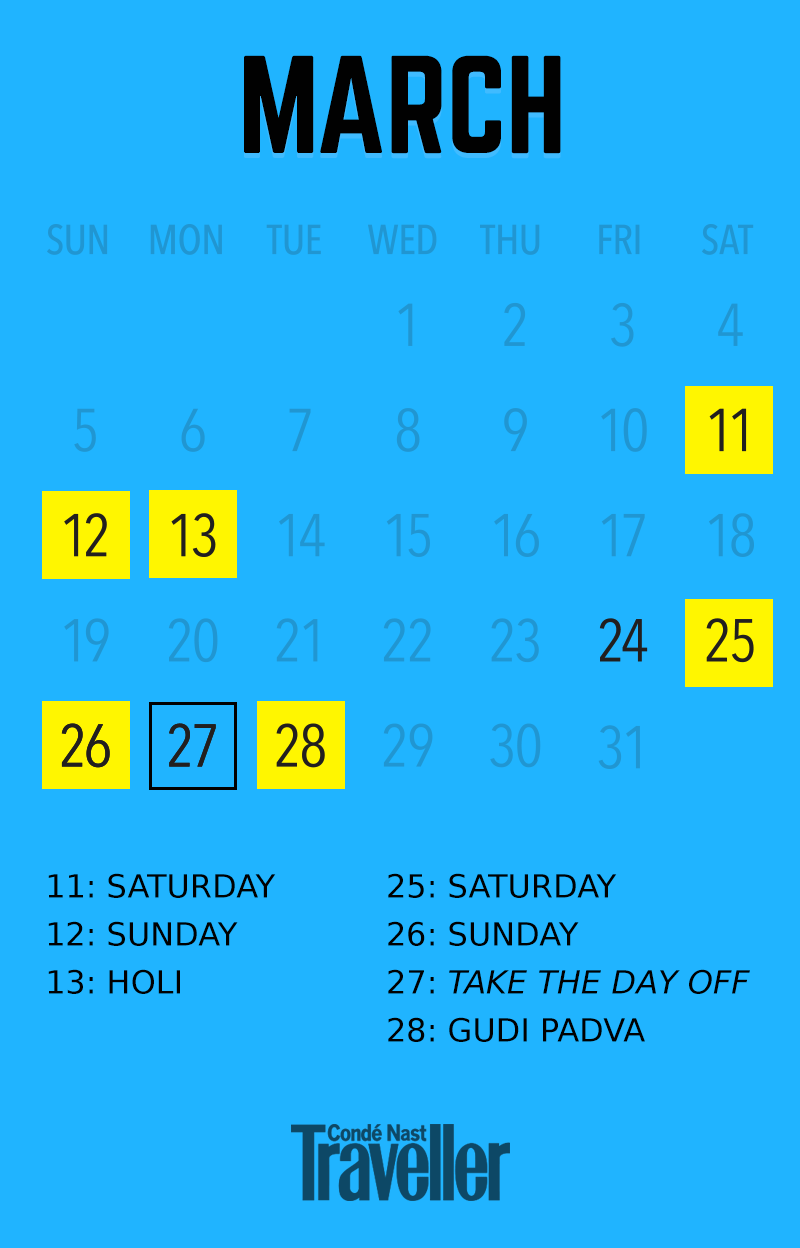 MARCH
SUN MON TUE WED THU FRI SAT
1 2 3 4
5 6 7 8 9 10 11
12 13 14 15 16 17 18
19 20 21 22 23 24 25
26 27 28 29 30 31
11: SATURDAY
12: SUNDAY
13: HOLI
25: SATURDAY
26: SUNDAY
27: TAKE THE DAY OFF
28: GUDI PADVA
Condé Nast
Traveller